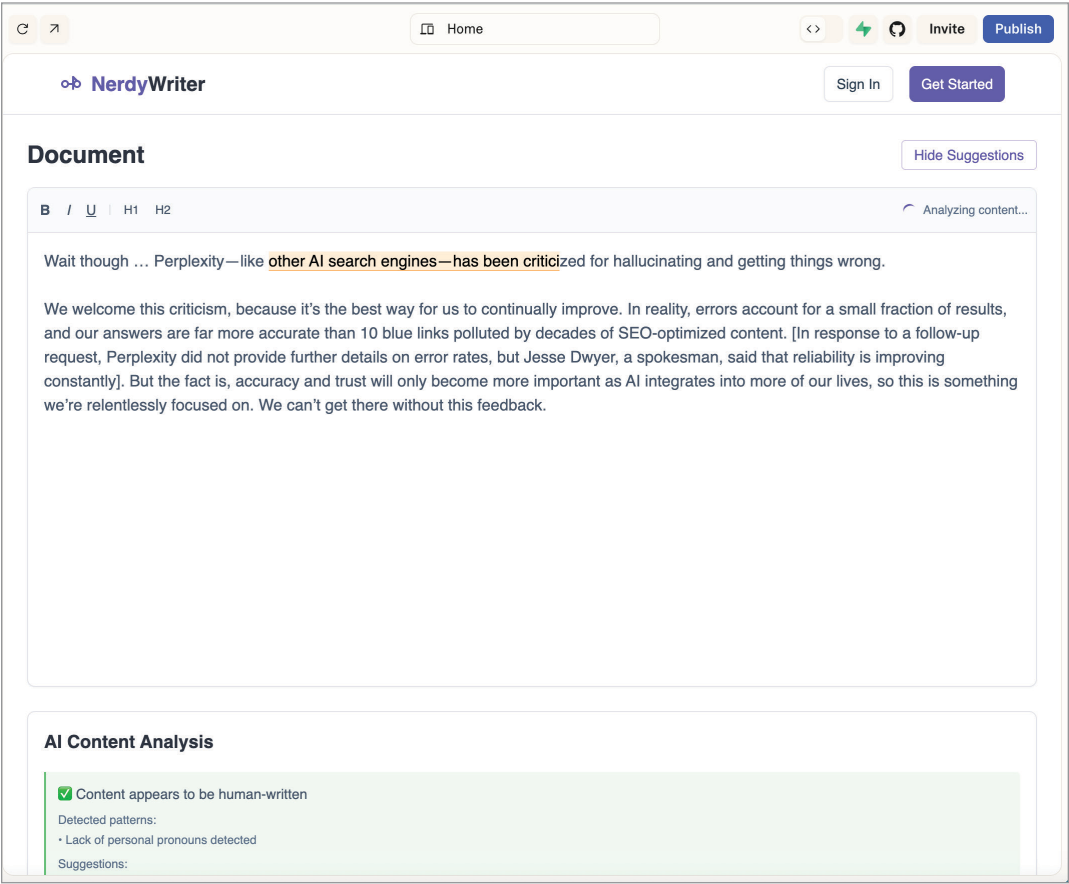 Home
Invite
Publish
NerdyWriter
Sign In
Get Started
Document
Hide Suggestions
B I U H1 H2
Analyzing content...
Wait though … Perplexity—like other AI search engines—has been criticized for hallucinating and getting things wrong.
We welcome this criticism, because it’s the best way for us to continually improve. In reality, errors account for a small fraction of results,
and our answers are far more accurate than 10 blue links polluted by decades of SEO-optimized content. [In response to a follow-up
request, Perplexity did not provide further details on error rates, but Jesse Dwyer, a spokesman, said that reliability is improving
constantly]. But the fact is, accuracy and trust will only become more important as AI integrates into more of our lives, so this is something
we’re relentlessly focused on. We can’t get there without this feedback.
AI Content Analysis
✅ Content appears to be human-written
Detected patterns:
• Lack of personal pronouns detected
Suggestions: